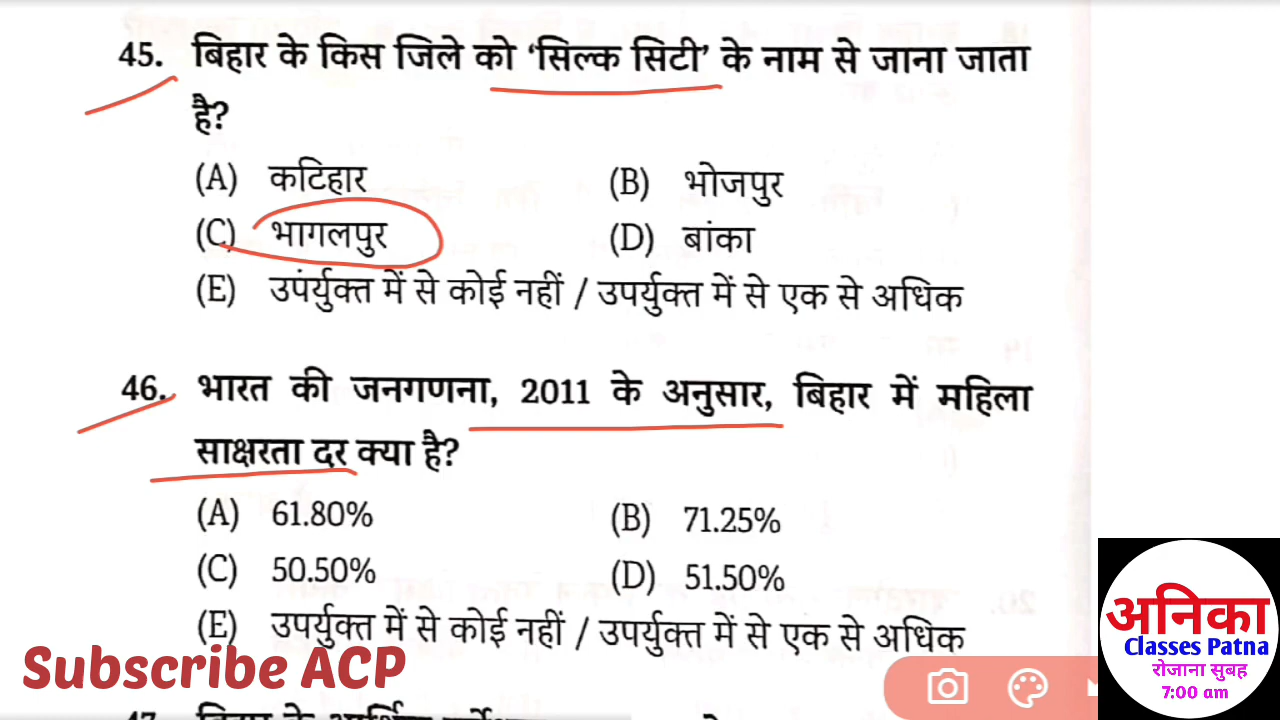 45. बिहार के किस जिले को ‘सिल्क सिटी’ के नाम से जाना जाता
है?
(A) कटिहार (B) भोजपुर
(C) भागलपुर (D) बांका
(E) उपर्युक्त में से कोई नहीं / उपर्युक्त में से एक से अधिक
46. भारत की जनगणना, 2011 के अनुसार, बिहार में महिला
साक्षरता दर क्या है?
(A) 61.80% (B) 71.25%
(C) 50.50% (D) 51.50%
(E) उपर्युक्त में से कोई नहीं / उपर्युक्त में से एक से अधिक
Subscribe ACP
अनिका
Classes Patna
रोजाना सुबह
7:00 am